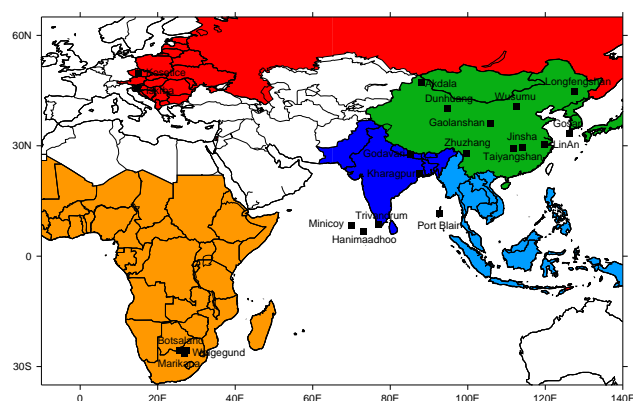 60N
Kosetice
Akdala
Longfengshan
Dunhuang
Wusumu
Gaolanshan
Gosan
Jinsha
Zhuzhang
LinAn
30N
Taiyangshan
Kharagpur
Trivandrum
Minicoy
Port Blair
Hanimaadhoo
0
Botsalano
Welgegund
Marikana
30S
0
20E
40E
60E
80E
100E
120E
140E